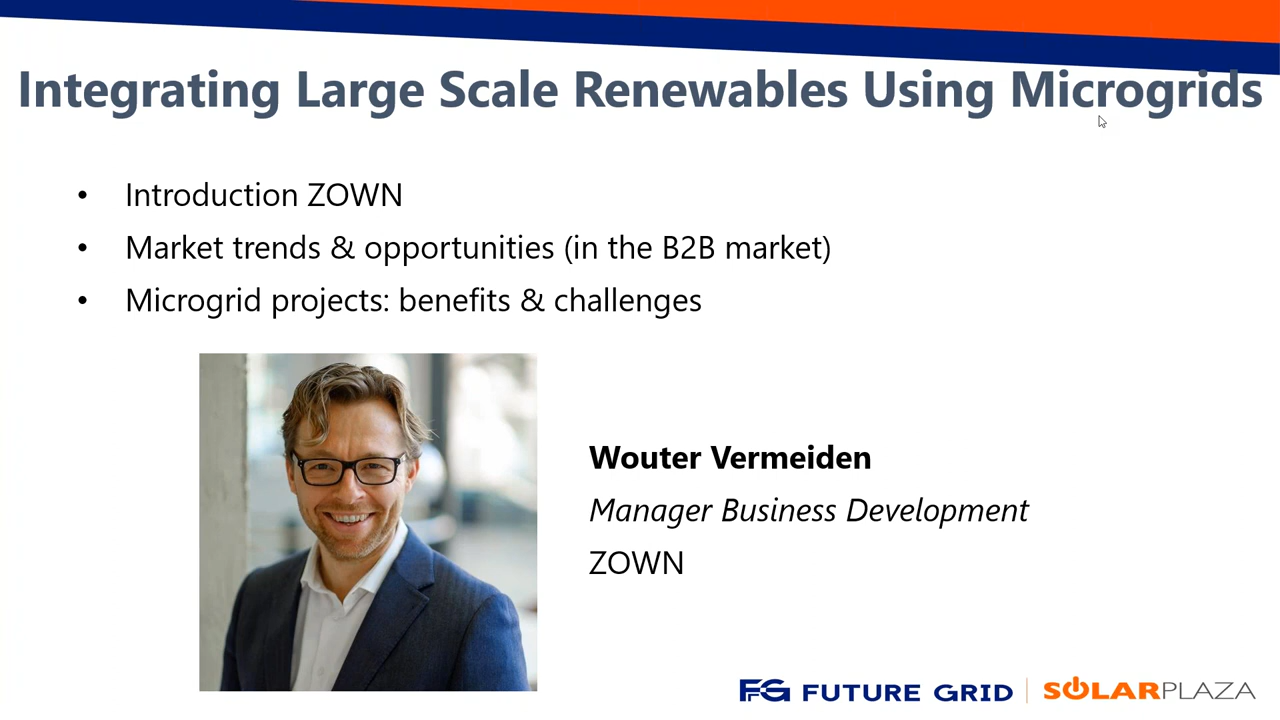 Integrating Large Scale Renewables Using Microgrids
• Introduction ZOWN
• Market trends & opportunities (in the B2B market)
• Microgrid projects: benefits & challenges
Wouter Vermeiden
Manager Business Development
ZOWN
FG FUTURE GRID | SOLARPLAZA